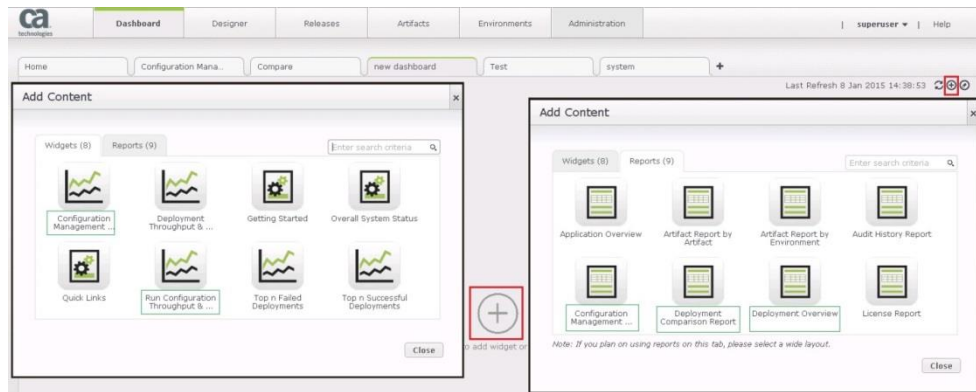 ca
technologies
Dashboard
Designer
Releases
Artifacts
Environments
Administration
| superuser ▾ | Help
Home
Configuration Mana...
Compare
new dashboard
Test
system
+
Last Refresh 8 Jan 2015 14:38:53
Add Content
×
Widgets (8)
Reports (9)
Enter search criteria
Configuration
Management ...
Deployment
Throughput & ...
Getting Started
Overall System Status
Quick Links
Run Configuration
Throughput & ...
Top n Failed
Deployments
Top n Successful
Deployments
Close
to add widget or
Add Content
×
Widgets (8)
Reports (9)
Enter search criteria
Application Overview
Artifact Report by
Artifact
Artifact Report by
Environment
Audit History Report
Configuration
Management ...
Deployment
Comparison Report
Deployment Overview
License Report
Note: If you plan on using reports on this tab, please select a wide layout.
Close